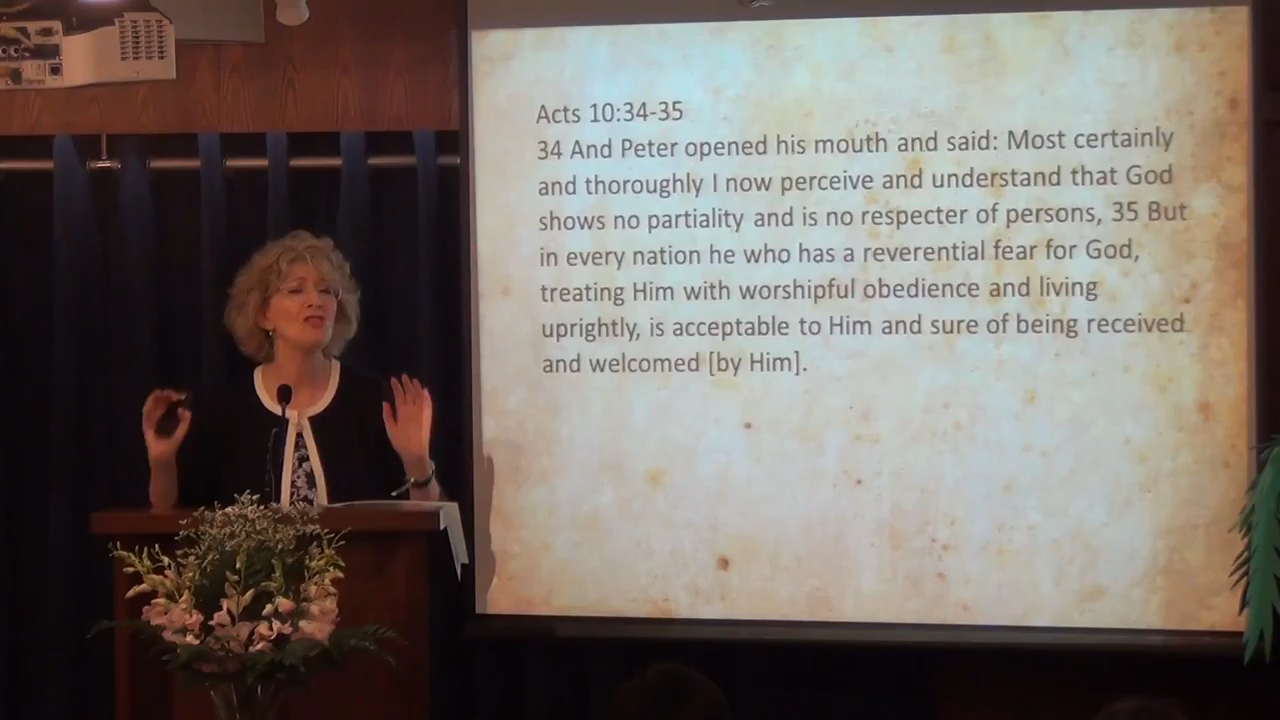 Acts 10:34-35
34 And Peter opened his mouth and said: Most certainly
and thoroughly I now perceive and understand that God
shows no partiality and is no respecter of persons, 35 But
in every nation he who has a reverential fear for God,
treating Him with worshipful obedience and living
uprightly, is acceptable to Him and sure of being received
and welcomed [by Him].